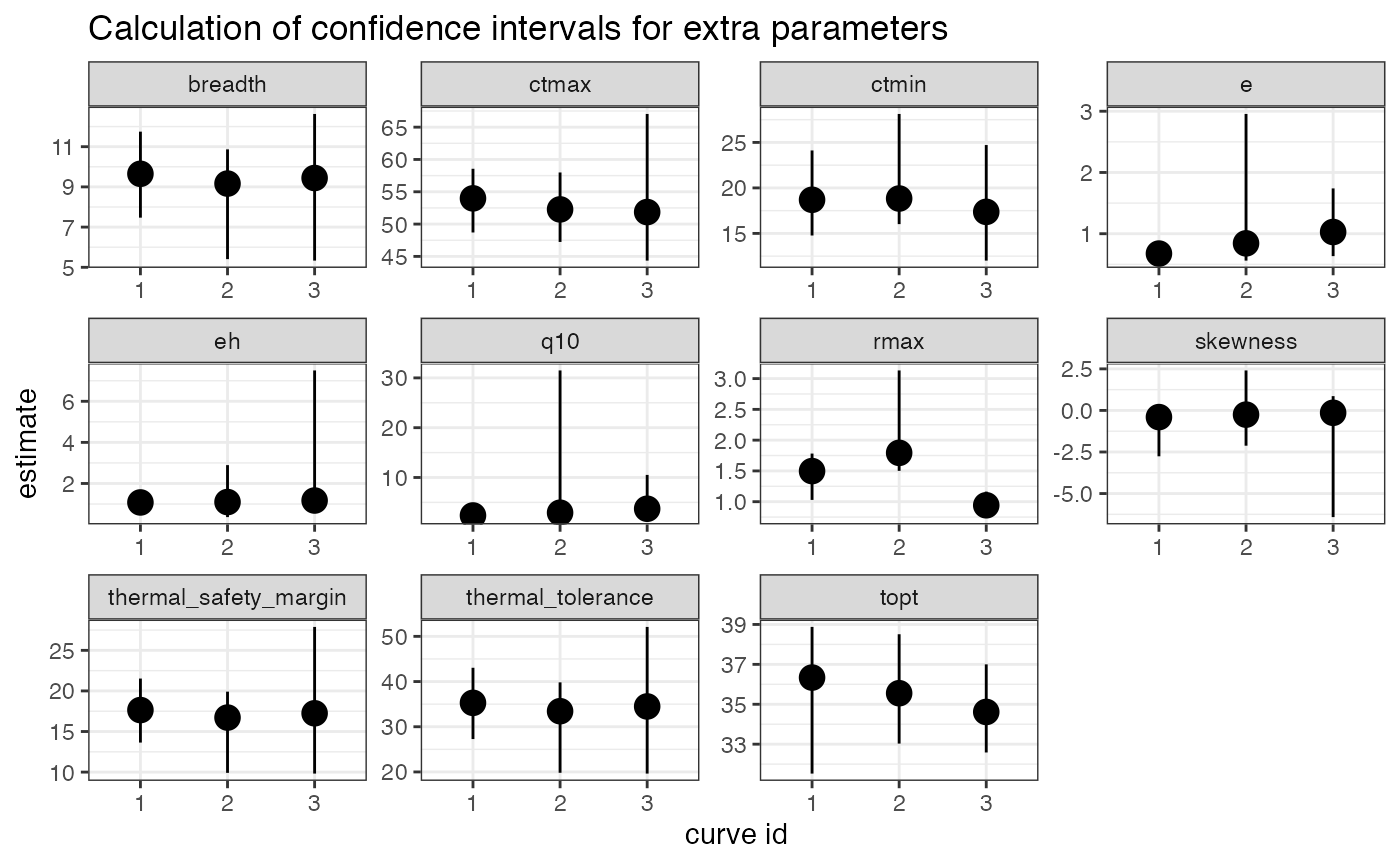 Calculation of confidence intervals for extra parameters
breadth
ctmax
ctmin
e
11
9
7
5
65
60
55
50
45
25
20
15
3
2
1
1 2 3
1 2 3
1 2 3
1 2 3
eh
q10
rmax
skewness
6
4
2
30
20
10
3.0
2.5
2.0
1.5
1.0
2.5
0.0
-2.5
-5.0
1 2 3
1 2 3
1 2 3
1 2 3
thermal_safety_margin
thermal_tolerance
topt
25
20
15
10
50
40
30
20
39
37
35
33
1 2 3
1 2 3
1 2 3
estimate
curve id